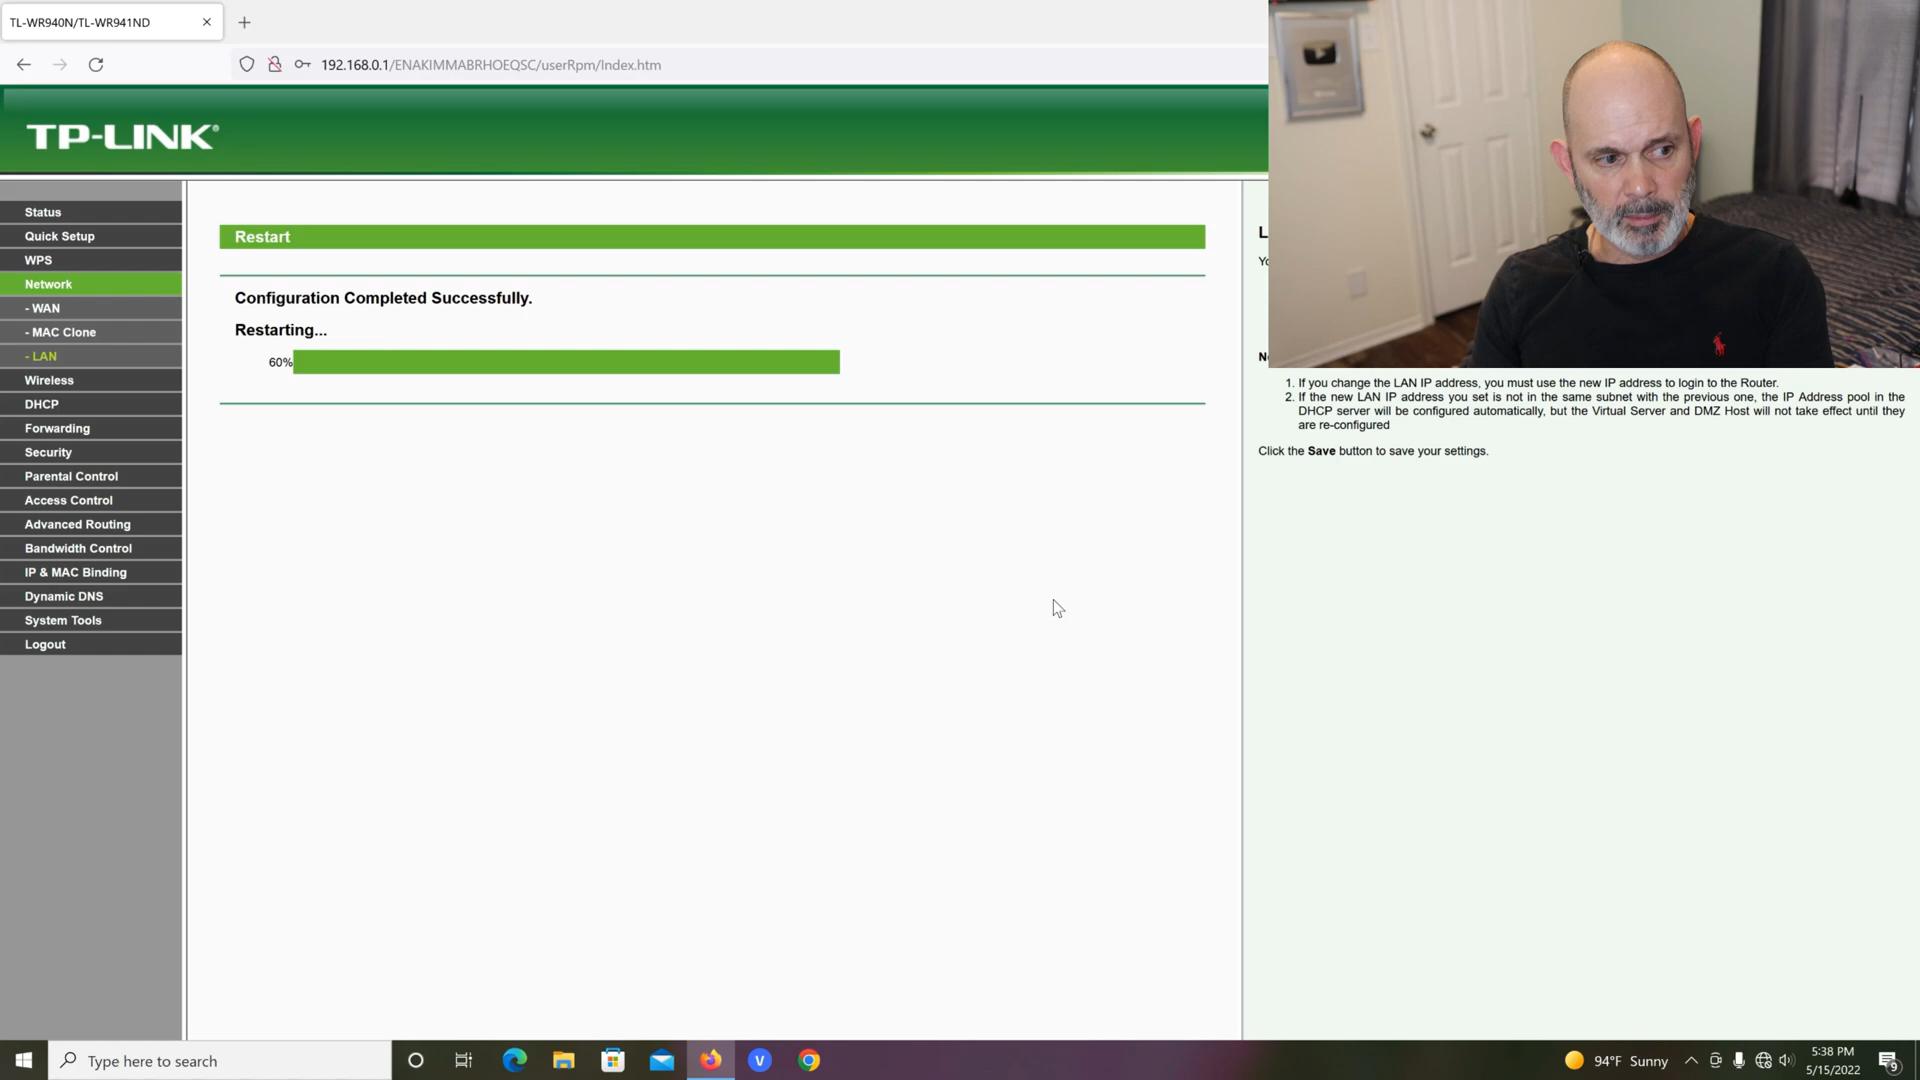 TL-WR940N/TL-WR941ND
192.168.0.1/ENAKIMMABRHOEQSC/userRpm/Index.htm
TP-LINK®
Status
Quick Setup
WPS
Network
- WAN
- MAC Clone
- LAN
Wireless
DHCP
Forwarding
Security
Parental Control
Access Control
Advanced Routing
Bandwidth Control
IP & MAC Binding
Dynamic DNS
System Tools
Logout
Restart
Configuration Completed Successfully.
Restarting...
60%
1. If you change the LAN IP address, you must use the new IP address to login to the Router.
2. If the new LAN IP address you set is not in the same subnet with the previous one, the IP Address pool in the
DHCP server will be configured automatically, but the Virtual Server and DMZ Host will not take effect until they
are re-configured
Click the Save button to save your settings.
Type here to search
V
94°F Sunny
5:38 PM
5/15/2022
9